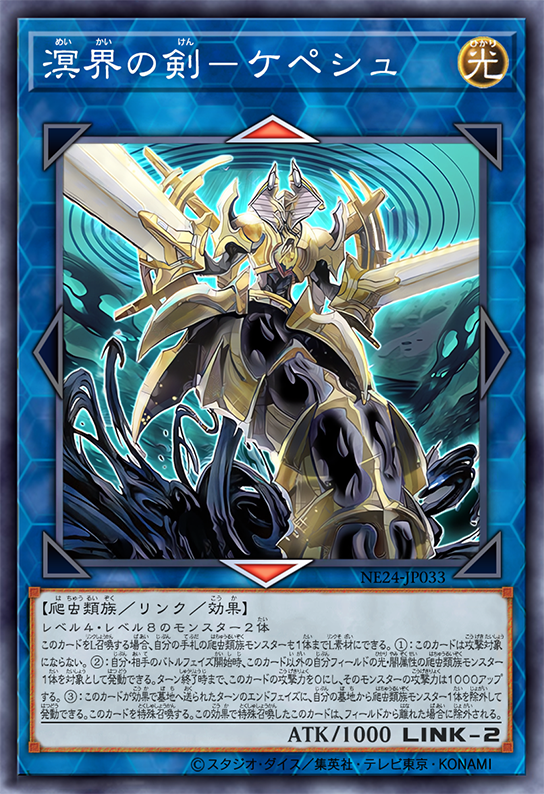 溟界の剣－ケペシュ
光
NE24-JP033
【爬虫類族／リンク／効果】
レベル4・レベル8のモンスター2体
このカードをL召喚する場合、自分の手札の爬虫類族モンスターも1体までL素材にできる。①：このカードは攻撃対象
にならない。②：自分・相手のバトルフェイズ開始時、このカード以外の自分フィールドの光・闇属性の爬虫類族モンスター
1体を対象として発動できる。ターン終了時まで、このカードの攻撃力を0にし、そのモンスターの攻撃力は1000アップ
する。③：このカードが効果で墓地へ送られたターンのエンドフェイズに、自分の墓地から爬虫類族モンスター1体を除外して
発動できる。このカードを特殊召喚する。この効果で特殊召喚したこのカードは、フィールドから離れた場合に除外される。
ATK/1000 LINK-2
©スタジオ・ダイス/集英社・テレビ東京・KONAMI